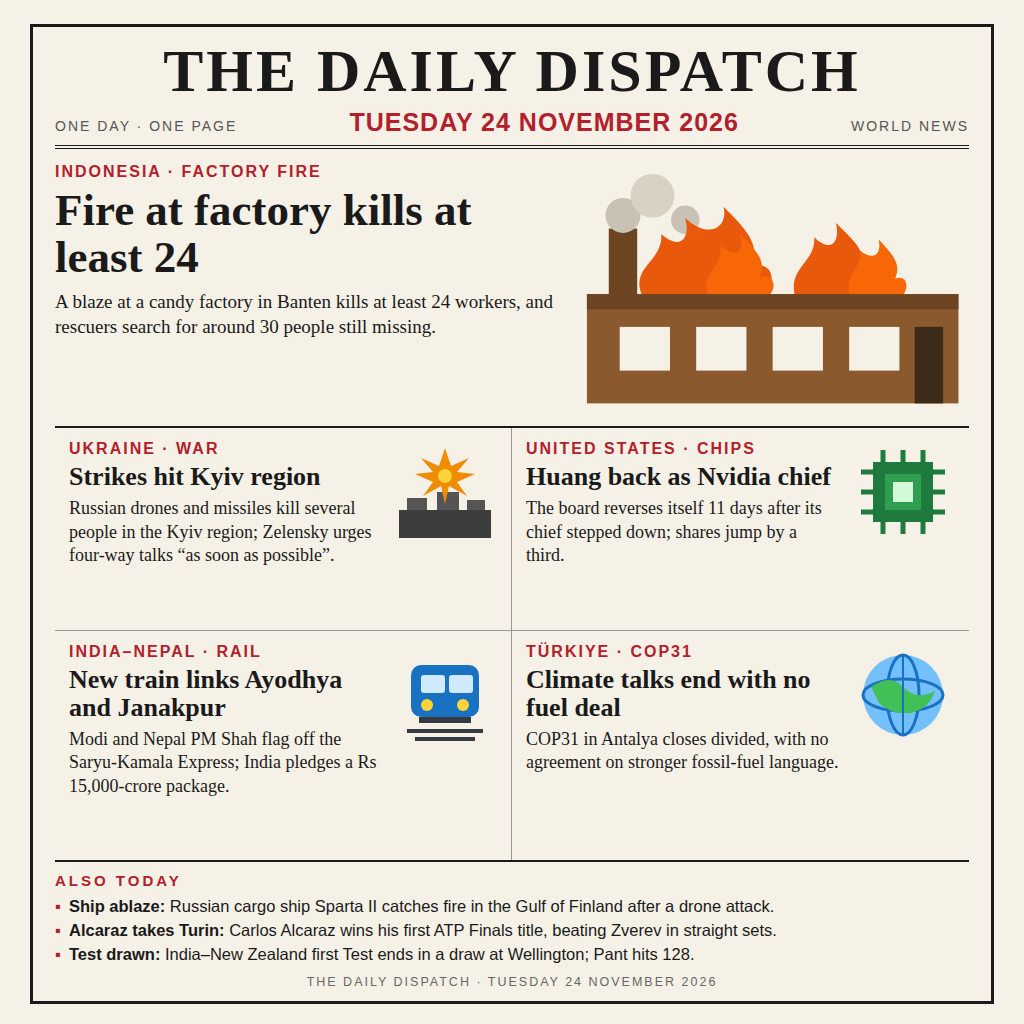 THE DAILY DISPATCH
ONE DAY · ONE PAGE
TUESDAY 24 NOVEMBER 2026
WORLD NEWS
INDONESIA · FACTORY FIRE
Fire at factory kills at
least 24
A blaze at a candy factory in Banten kills at least 24 workers, and
rescuers search for around 30 people still missing.
UKRAINE · WAR
Strikes hit Kyiv region
Russian drones and missiles kill several
people in the Kyiv region; Zelensky urges
four-way talks “as soon as possible”.
UNITED STATES · CHIPS
Huang back as Nvidia chief
The board reverses itself 11 days after its
chief stepped down; shares jump by a
third.
INDIA–NEPAL · RAIL
New train links Ayodhya
and Janakpur
Modi and Nepal PM Shah flag off the
Saryu-Kamala Express; India pledges a Rs
15,000-crore package.
TÜRKIYE · COP31
Climate talks end with no
fuel deal
COP31 in Antalya closes divided, with no
agreement on stronger fossil-fuel language.
ALSO TODAY
▪ Ship ablaze: Russian cargo ship Sparta II catches fire in the Gulf of Finland after a drone attack.
▪ Alcaraz takes Turin: Carlos Alcaraz wins his first ATP Finals title, beating Zverev in straight sets.
▪ Test drawn: India–New Zealand first Test ends in a draw at Wellington; Pant hits 128.
THE DAILY DISPATCH · TUESDAY 24 NOVEMBER 2026